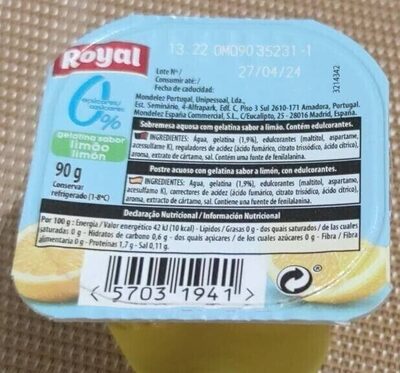 Royal
13 22 OMO90 35231-1
Lote Nº/
Consumir até:/
Fecha de caducidad:
27/04/24
3214342
0%
açúcares/
azúcares
gelatina sabor
limão
limón
90 g
Conservar
refrigerado (1-8ºC)
Mondelez Portugal, Unipessoal, Lda.,
Est. Seminário, 4-Alfrapark, Edf. C, Piso 3 Sul 2610-171 Amadora, Portugal.
Mondelez España Commercial, S.L., C/Eucalipto, 25 - 28016 Madrid, España.
Sobremesa aquosa com gelatina sabor a limão. Contém edulcorantes.
INGREDIENTES: Água, gelatina (1,9%), edulcorantes (maltitol, aspartame,
acessulfame K), reguladores de acidez (ácido fumárico, citrato trissódico, ácido cítrico),
aroma, extrato de cártamo, sal. Contém uma fonte de fenilalanina.
Postre acuoso con gelatina sabor a limón, con edulcorantes.
INGREDIENTES: Agua, gelatina (1,9%), edulcorantes (maltitol, aspartamo,
acesulfamo K), correctores de acidez (ácido fumárico, citrato trisódico, ácido cítrico),
aroma, extracto de cártamo, sal. Contiene una fuente de fenilalanina.
Declaração Nutricional / Información Nutricional
Por 100 g: Energia / Valor energético 42 kJ (10 kcal) - Lípidos / Grasas 0 g - dos quais saturados / de las cuales
saturadas 0 g - Hidratos de carbono 0,6 g - dos quais açúcares / de los cuales azúcares 0 g - Fibra / Fibra
alimentaria 0 g - Proteínas 1,7 g - Sal 0,11 g.
5703 1941